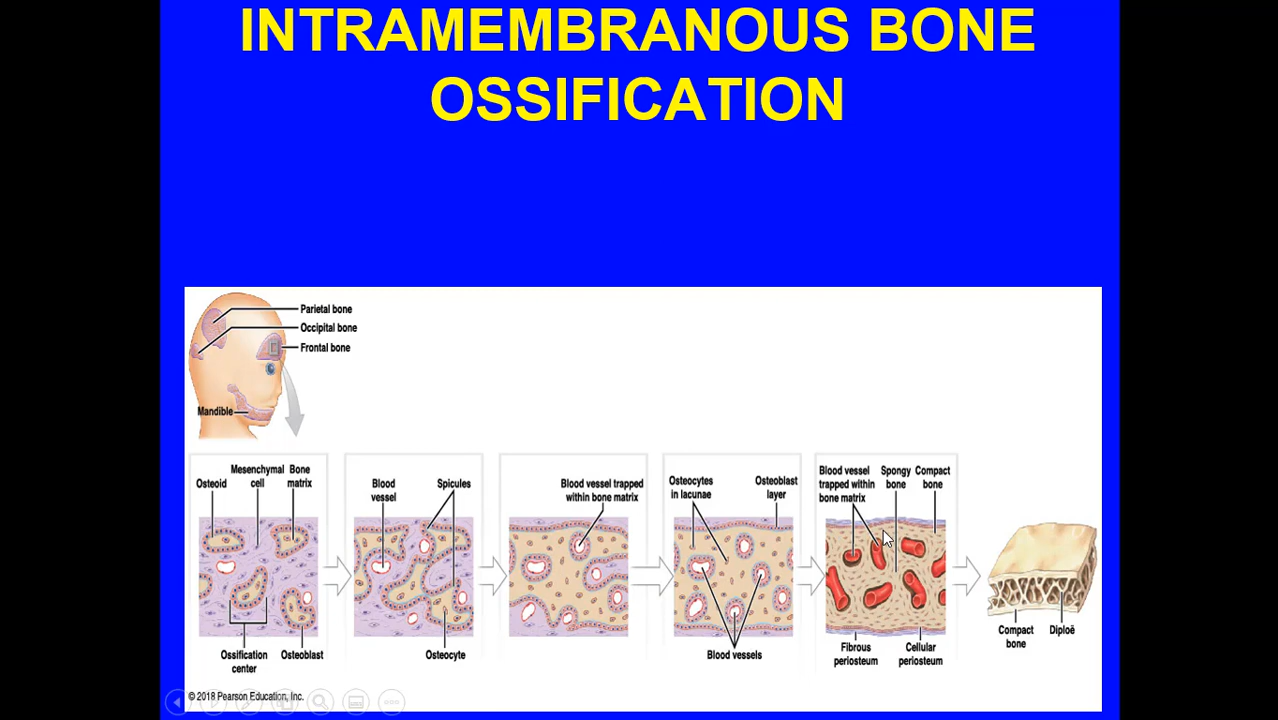 INTRAMEMBRANOUS BONE
OSSIFICATION
Parietal bone
Occipital bone
Frontal bone
Mandible
Osteoid
Mesenchymal
cell
Bone
matrix
Ossification
center
Osteoblast
Blood
vessel
Spicules
Osteocyte
Blood vessel trapped
within bone matrix
Osteocytes
in lacunae
Osteoblast
layer
Blood vessels
Blood vessel
trapped within
bone matrix
Spongy
bone
Compact
bone
Fibrous
periosteum
Cellular
periosteum
Compact
bone
Diploë
© 2018 Pearson Education, Inc.